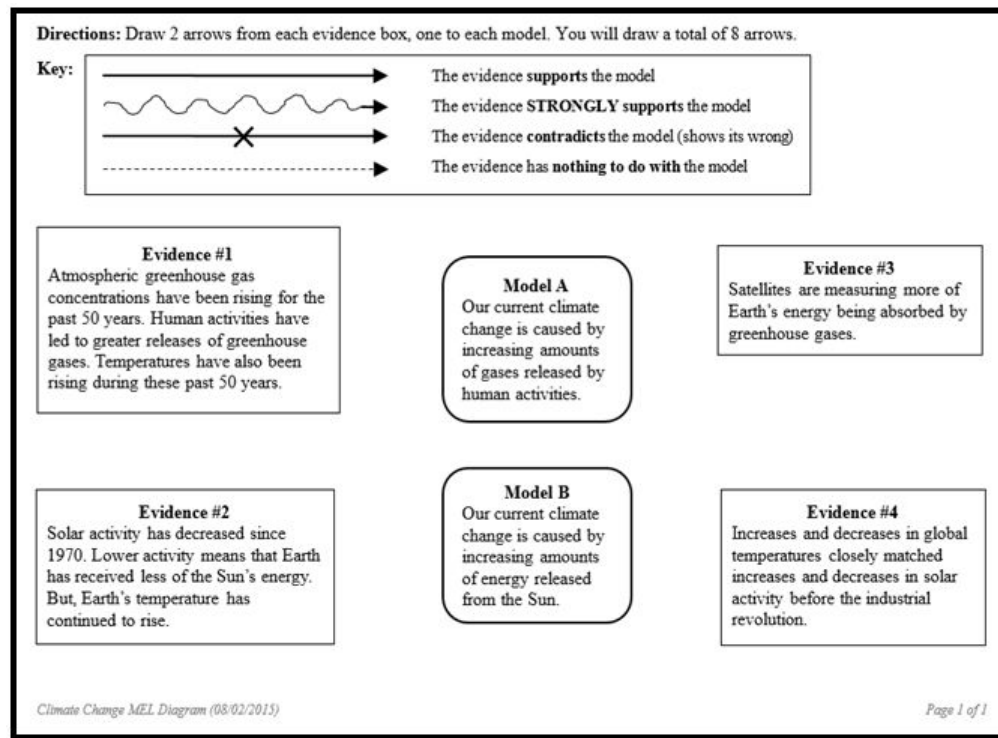 Directions: Draw 2 arrows from each evidence box, one to each model. You will draw a total of 8 arrows.
Key:
The evidence supports the model
The evidence STRONGLY supports the model
The evidence contradicts the model (shows its wrong)
The evidence has nothing to do with the model
Evidence #1
Atmospheric greenhouse gas
concentrations have been rising for the
past 50 years. Human activities have
led to greater releases of greenhouse
gases. Temperatures have also been
rising during these past 50 years.
Model A
Our current climate
change is caused by
increasing amounts
of gases released by
human activities.
Evidence #3
Satellites are measuring more of
Earth's energy being absorbed by
greenhouse gases.
Evidence #2
Solar activity has decreased since
1970. Lower activity means that Earth
has received less of the Sun's energy.
But, Earth's temperature has
continued to rise.
Model B
Our current climate
change is caused by
increasing amounts
of energy released
from the Sun.
Evidence #4
Increases and decreases in global
temperatures closely matched
increases and decreases in solar
activity before the industrial
revolution.
Climate Change MEL Diagram (08/02/2015)
Page 1 of 1